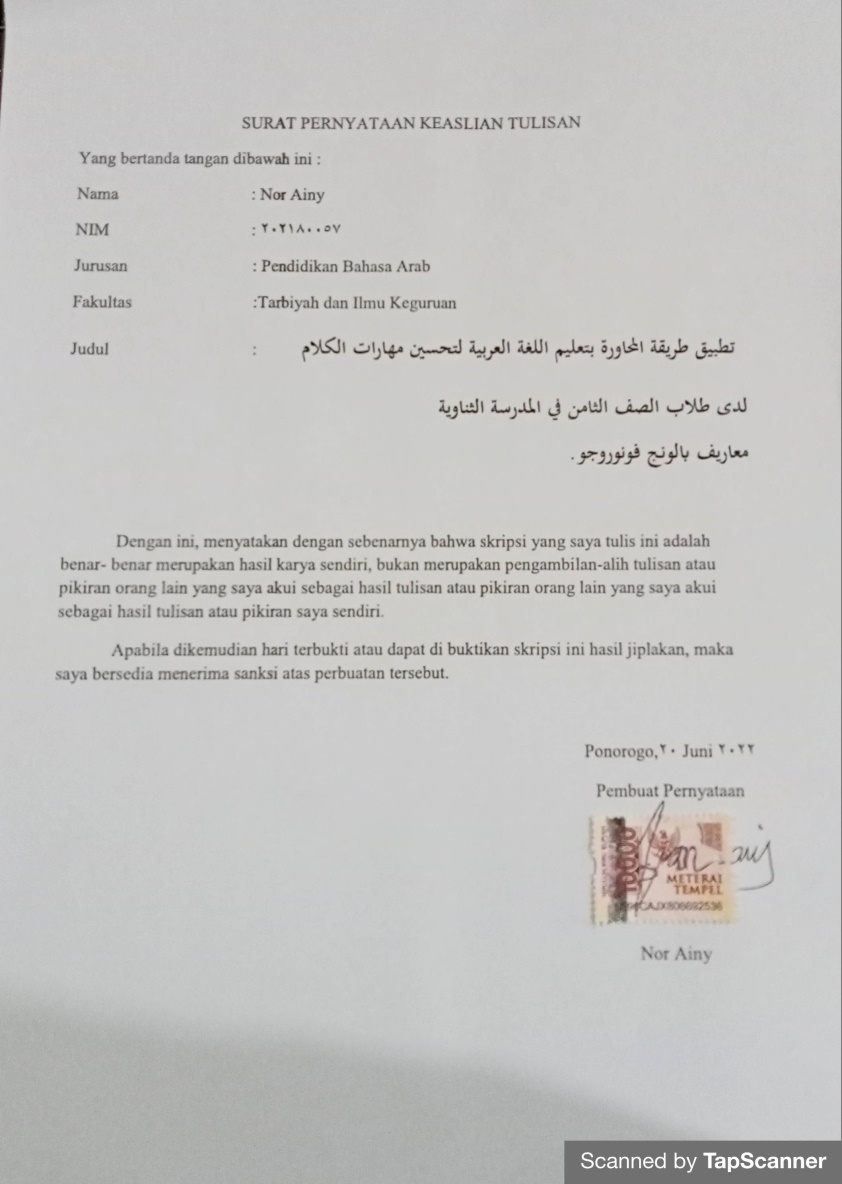 SURAT PERNYATAAN KEASLIAN TULISAN
Yang bertanda tangan dibawah ini :
Nama : Nor Ainy
NIM : ٢٠٢١٨٠٠٥٧
Jurusan : Pendidikan Bahasa Arab
Fakultas :Tarbiyah dan Ilmu Keguruan
Judul : تطبيق طريقة المحاورة بتعليم اللغة العربية لتحسين مهارات الكلام
لدى طلاب الصف الثامن في المدرسة الثناوية
معاريف بالونج فونوروجو.
Dengan ini, menyatakan dengan sebenarnya bahwa skripsi yang saya tulis ini adalah
benar- benar merupakan hasil karya sendiri, bukan merupakan pengambilan-alih tulisan atau
pikiran orang lain yang saya akui sebagai hasil tulisan atau pikiran orang lain yang saya akui
sebagai hasil tulisan atau pikiran saya sendiri.
Apabila dikemudian hari terbukti atau dapat di buktikan skripsi ini hasil jiplakan, maka
saya bersedia menerima sanksi atas perbuatan tersebut.
Ponorogo,٢٠ Juni ٢٠٢٢
Pembuat Pernyataan
10000
METERAI
TEMPEL
CAJX806692536
Nor Ainy
Scanned by TapScanner